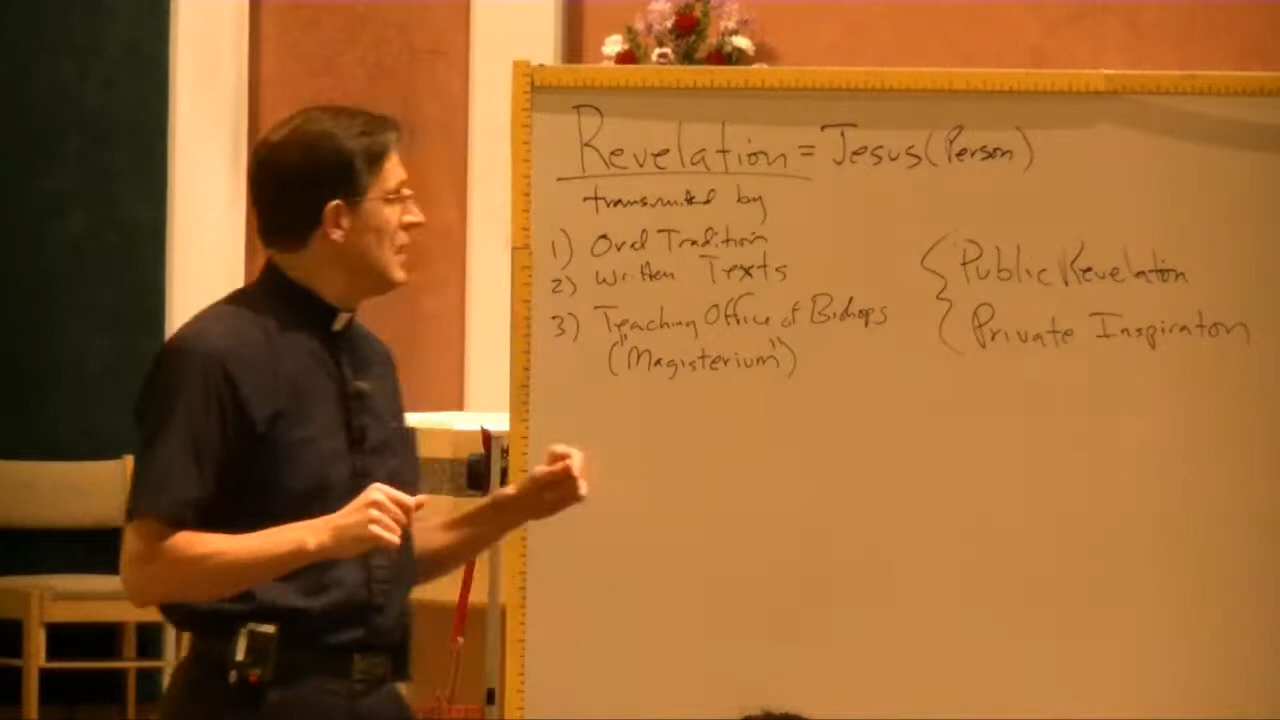 Revelation = Jesus (Person)
transmitted by
1) Oral Tradition
2) Written Texts
3) Teaching Office of Bishops
("Magisterium")
{ Public Revelation
{ Private Inspiration